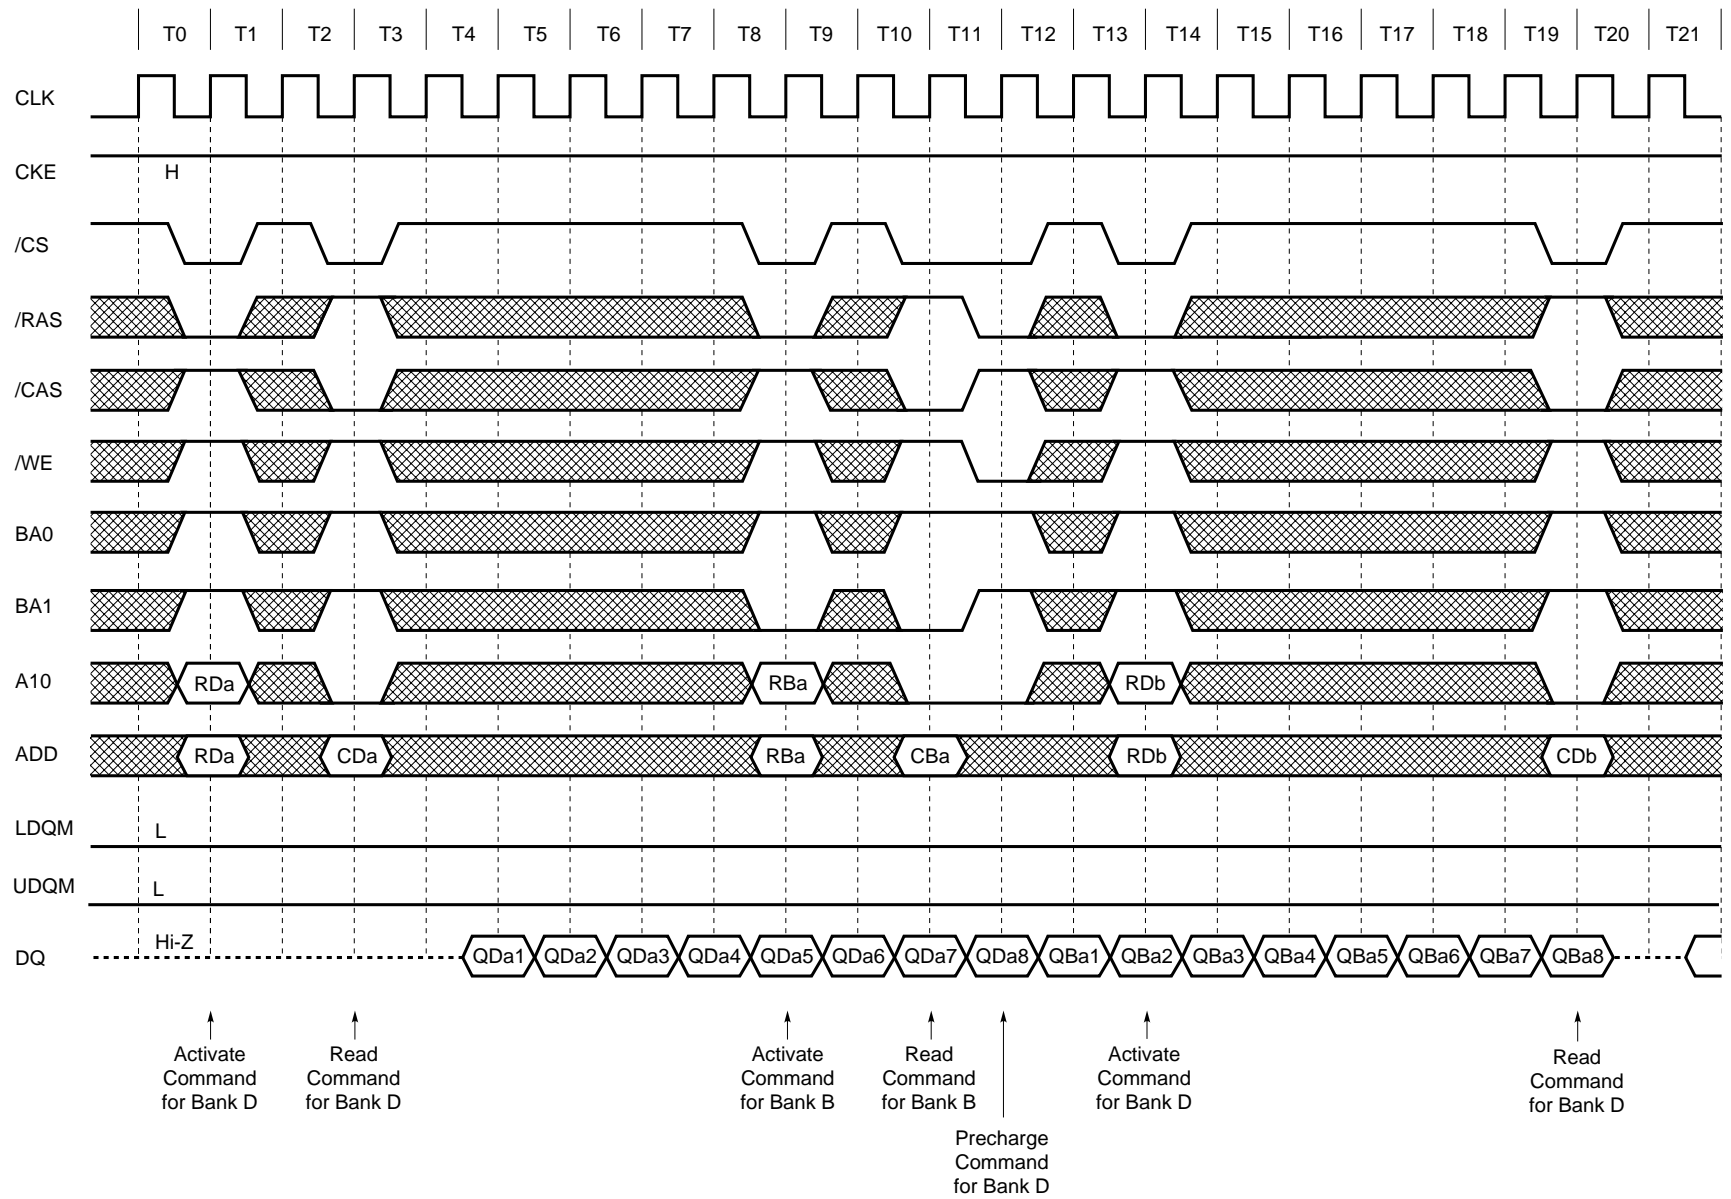 T0 T1 T2 T3 T4 T5 T6 T7 T8 T9 T10 T11 T12 T13 T14 T15 T16 T17 T18 T19 T20 T21
CLK
CKE H
/CS
/RAS
/CAS
/WE
BA0
BA1
A10 RDa RBa RDb
ADD RDa CDa RBa CBa RDb CDb
LDQM L
UDQM L
DQ Hi-Z QDa1 QDa2 QDa3 QDa4 QDa5 QDa6 QDa7 QDa8 QBa1 QBa2 QBa3 QBa4 QBa5 QBa6 QBa7 QBa8
Activate
Command
for Bank D
Read
Command
for Bank D
Activate
Command
for Bank B
Read
Command
for Bank B
Precharge
Command
for Bank D
Activate
Command
for Bank D
Read
Command
for Bank D